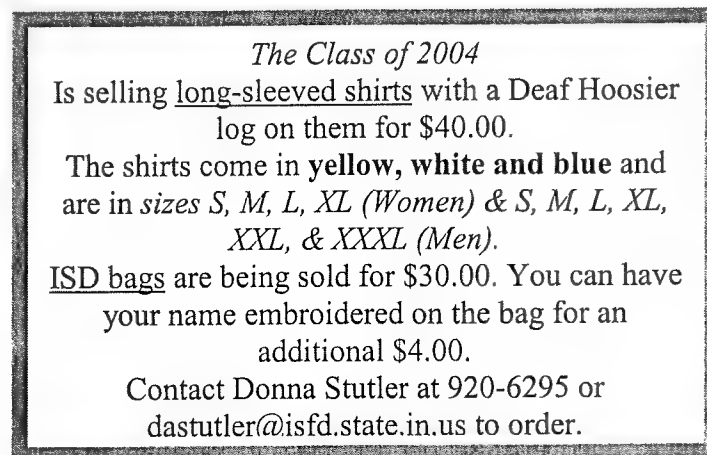 The Class of 2004
Is selling long-sleeved shirts with a Deaf Hoosier
log on them for $40.00.
The shirts come in yellow, white and blue and
are in sizes S, M, L, XL (Women) & S, M, L, XL,
XXL, & XXXL (Men).
ISD bags are being sold for $30.00. You can have
your name embroidered on the bag for an
additional $4.00.
Contact Donna Stutler at 920-6295 or
dastutler@isfd.state.in.us to order.